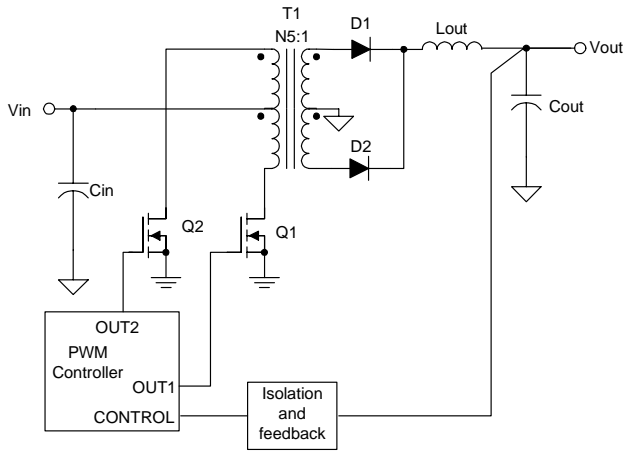 T1
N5:1
D1
Lout
Vout
Vin
Cout
D2
Cin
Q2
Q1
OUT2
PWM
Controller
OUT1
CONTROL
Isolation
and
feedback